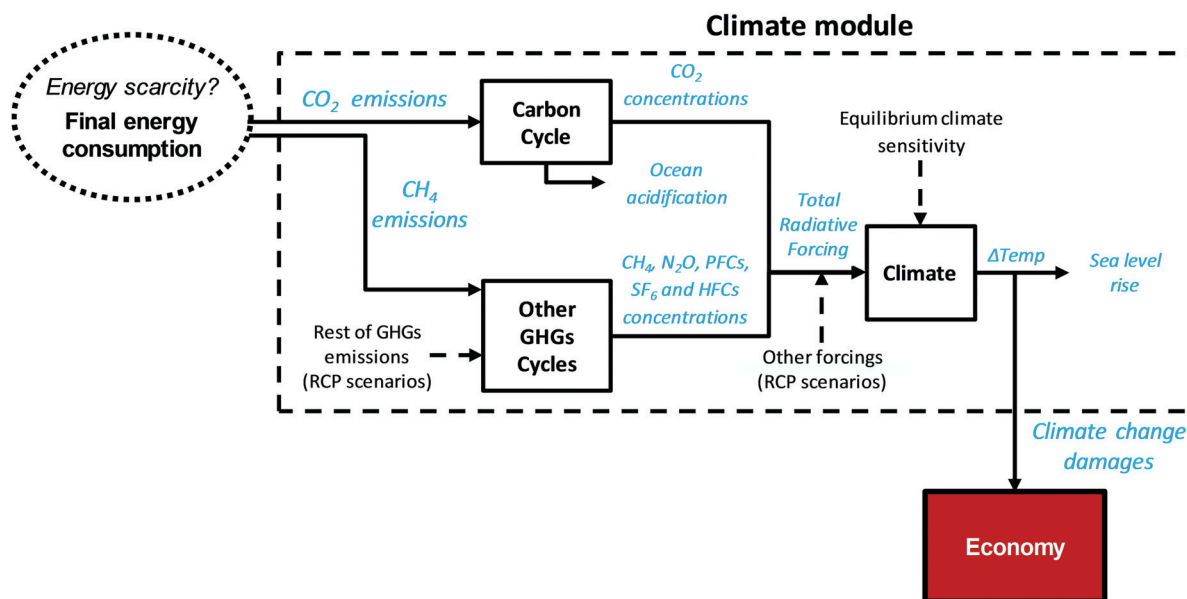 Climate module
Energy scarcity?
Final energy
consumption
CO₂ emissions
CH₄
emissions
Carbon
Cycle
CO₂
concentrations
Ocean
acidification
Equilibrium climate
sensitivity
Total
Radiative
Forcing
Climate
ΔTemp
Sea level
rise
CH₄, N₂O, PFCs,
SF₆ and HFCs
concentrations
Other
GHGs
Cycles
Rest of GHGs
emissions
(RCP scenarios)
Other forcings
(RCP scenarios)
Climate change
damages
Economy